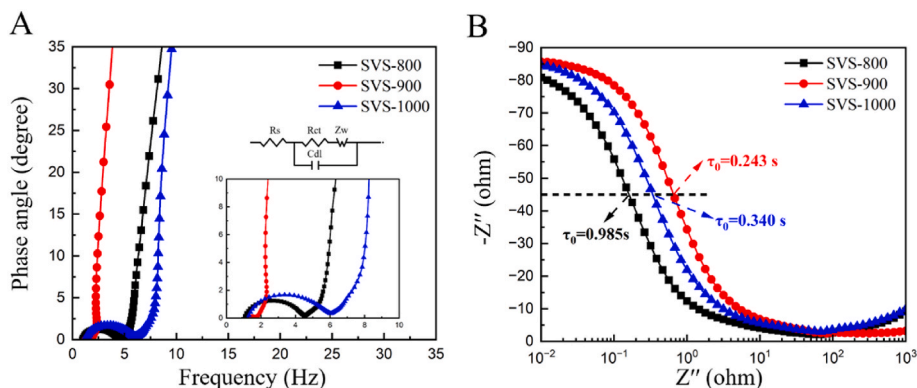 A
Phase angle (degree)
35
30
25
20
15
10
5
0
0 5 10 15 20 25 30 35
Frequency (Hz)
SVS-800
SVS-900
SVS-1000
Rs Rct Zw
Cdl
10
8
6
4
2
0
0 2 4 6 8 10
B
-Z″ (ohm)
-90
-80
-70
-60
-50
-40
-30
-20
-10
0
10⁻² 10⁻¹ 10⁰ 10¹ 10² 10³
Z″ (ohm)
SVS-800
SVS-900
SVS-1000
τ₀=0.243 s
τ₀=0.340 s
τ₀=0.985s